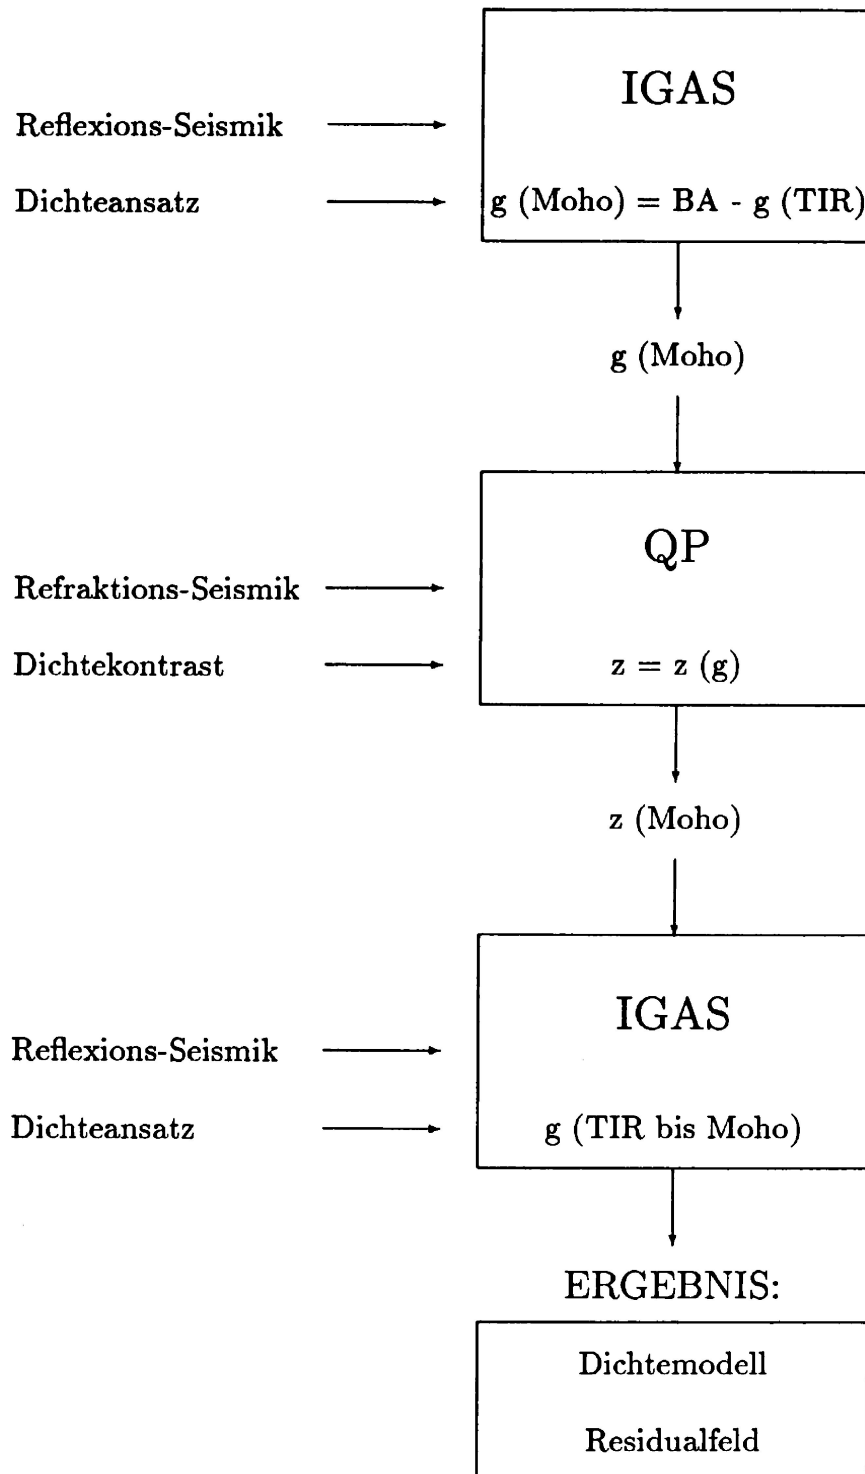 IGAS
Reflexions-Seismik
Dichteansatz
g (Moho) = BA - g (TIR)
g (Moho)
QP
Refraktions-Seismik
Dichtekontrast
z = z (g)
z (Moho)
IGAS
Reflexions-Seismik
Dichteansatz
g (TIR bis Moho)
ERGEBNIS:
Dichtemodell
Residualfeld